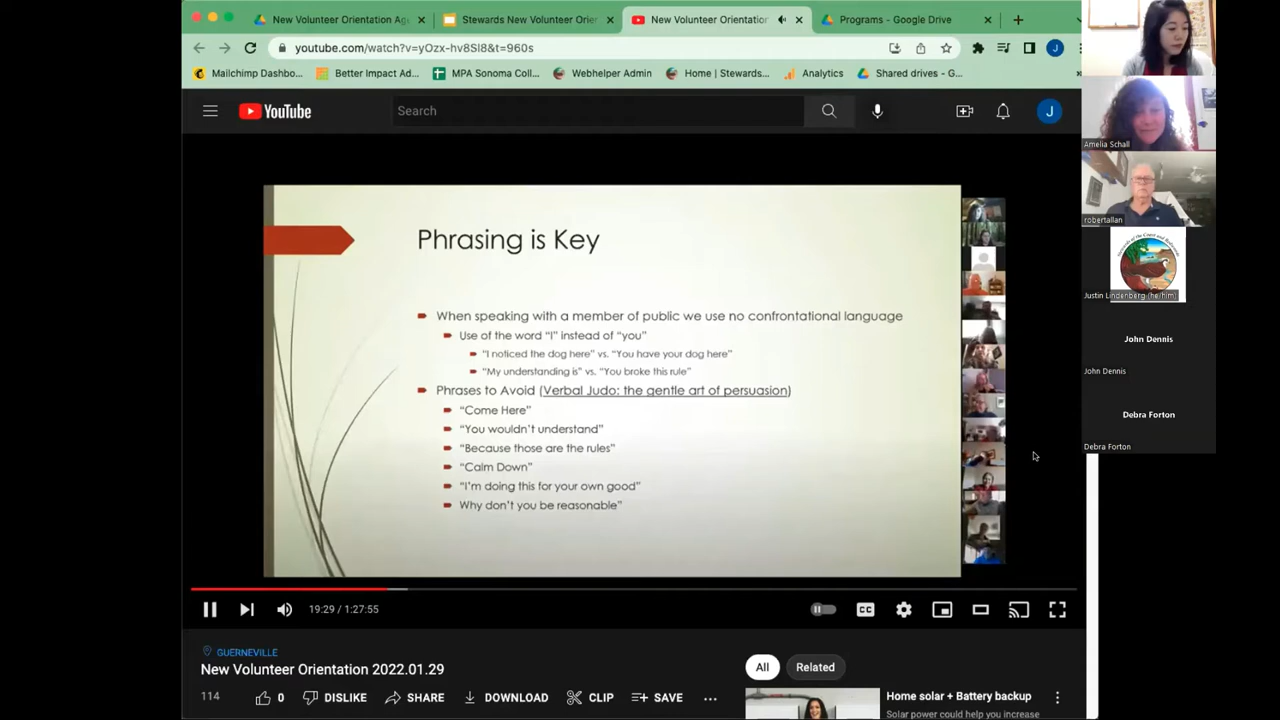 New Volunteer Orientation Age
Stewards New Volunteer Orien
New Volunteer Orientation
Programs - Google Drive
youtube.com/watch?v=yOzx-hv8Sl8&t=960s
J
Mailchimp Dashbo...
Better Impact Ad...
MPA Sonoma Coll...
Webhelper Admin
Home | Stewards...
Analytics
Shared drives - G...
YouTube
Search
J
Phrasing is Key
When speaking with a member of public we use no confrontational language
Use of the word "I" instead of "you"
"I noticed the dog here" vs. "You have your dog here"
"My understanding is" vs. "You broke this rule"
Phrases to Avoid (Verbal Judo: the gentle art of persuasion)
"Come Here"
"You wouldn't understand"
"Because those are the rules"
"Calm Down"
"I'm doing this for your own good"
Why don't you be reasonable"
19:29 / 1:27:55
CC
GUERNEVILLE
New Volunteer Orientation 2022.01.29
114
0
DISLIKE
SHARE
DOWNLOAD
CLIP
SAVE
All
Related
Home solar + Battery backup
Solar power could help you increase
Amelia Schall
robertallan
Justin Lindenberg (he/him)
John Dennis
John Dennis
Debra Forton
Debra Forton